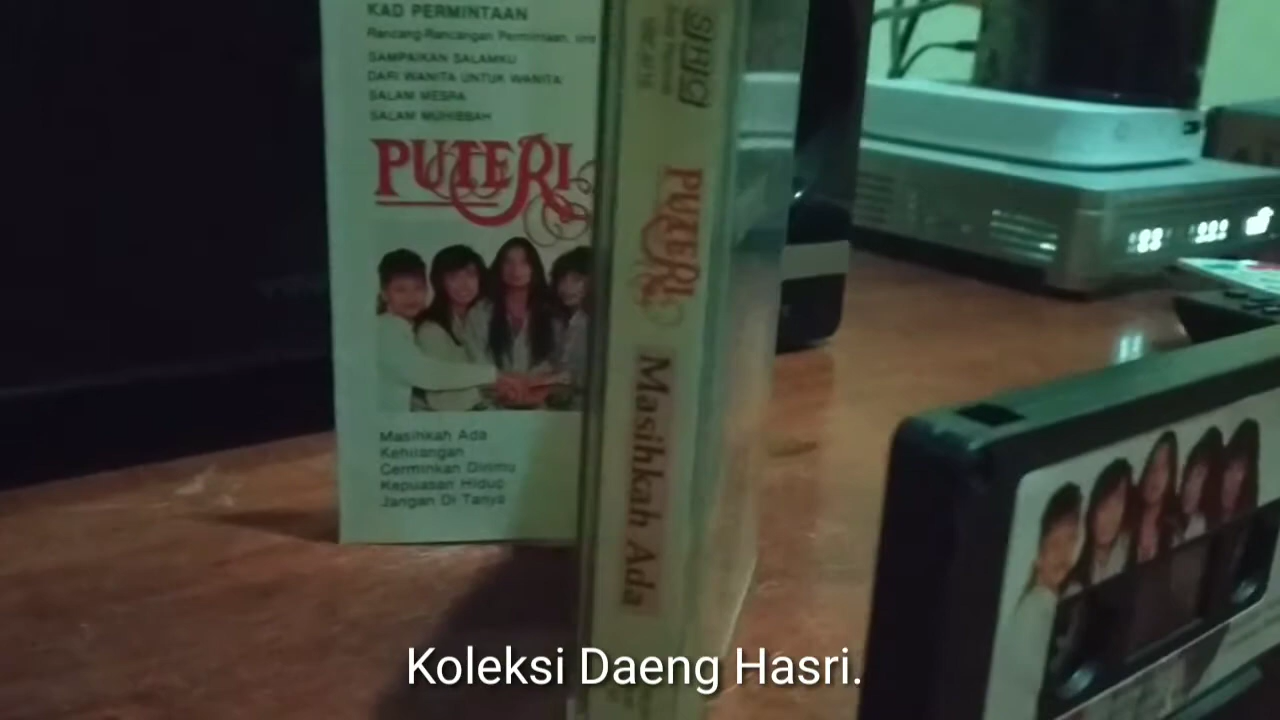 KAD PERMINTAAN
Rancang-Rancangan Permintaan.
SAMPAIKAN SALAMKU
DARI WANITA UNTUK WANITA
SALAM MESRA
SALAM MUHIBBAH
PUTERI
Masihkah Ada
Kehilangan
Cerminkan Dirimu
Kepuasan Hidup
Jangan Di Tanya
PUTERI
Masihkah Ada
Koleksi Daeng Hasri.